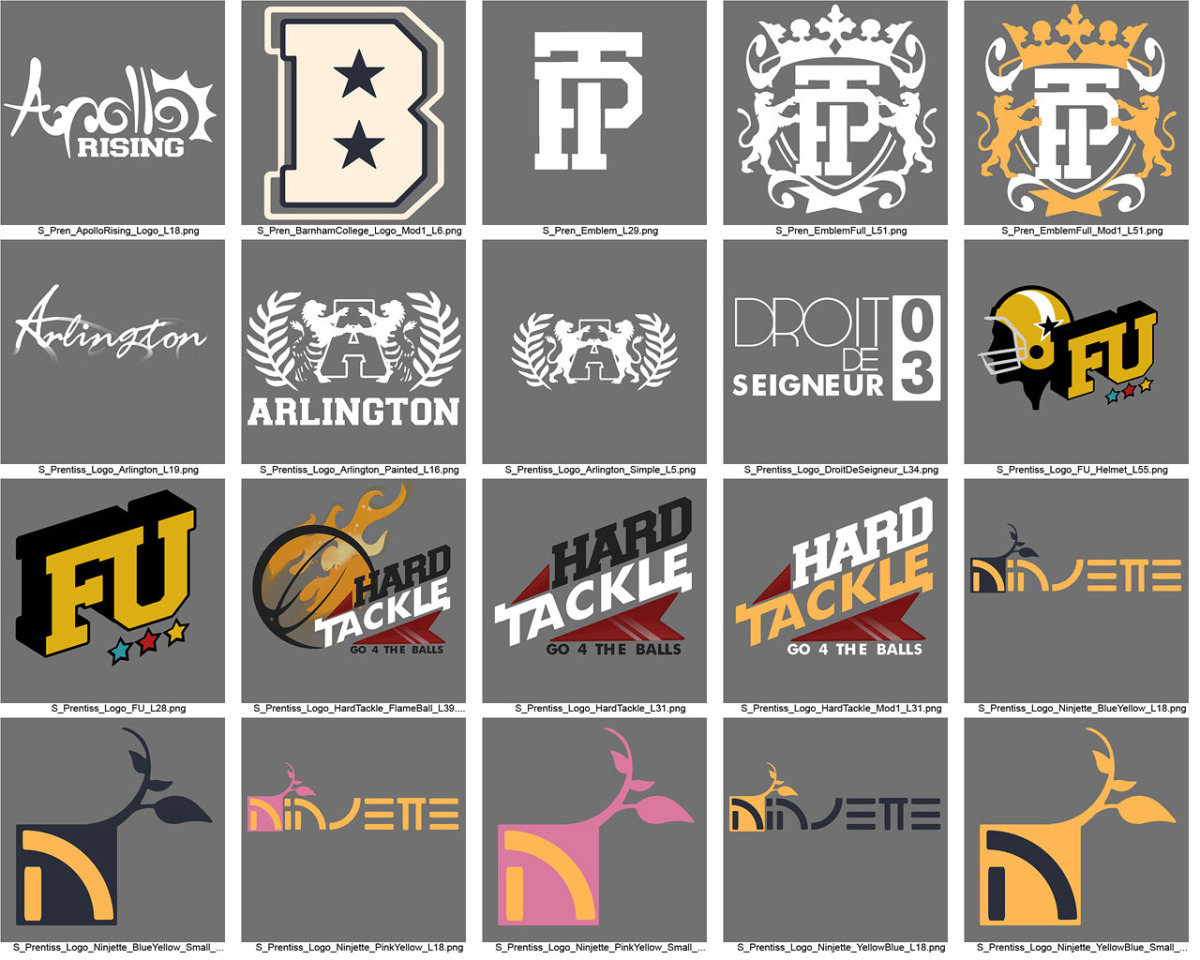 Apollo
RISING
B
TP
TP
TP
S_Pren_ApolloRising_Logo_L18.png
S_Pren_BarnhamCollege_Logo_Mod1_L6.png
S_Pren_Emblem_L29.png
S_Pren_EmblemFull_L51.png
S_Pren_EmblemFull_Mod1_L51.png
Arlington
A
ARLINGTON
A
DROIT
DE
SEIGNEUR
03
FU
S_Prentiss_Logo_Arlington_L19.png
S_Prentiss_Logo_Arlington_Painted_L16.png
S_Prentiss_Logo_Arlington_Simple_L5.png
S_Prentiss_Logo_DroitDeSeigneur_L34.png
S_Prentiss_Logo_FU_Helmet_L55.png
FU
HARD
TACKLE
GO 4 THE BALLS
HARD
TACKLE
GO 4 THE BALLS
HARD
TACKLE
GO 4 THE BALLS
NINJETTE
S_Prentiss_Logo_FU_L28.png
S_Prentiss_Logo_HardTackle_FlameBall_L39....
S_Prentiss_Logo_HardTackle_L31.png
S_Prentiss_Logo_HardTackle_Mod1_L31.png
S_Prentiss_Logo_Ninjette_BlueYellow_L18.png
NINJETTE
NINJETTE
S_Prentiss_Logo_Ninjette_BlueYellow_Small_...
S_Prentiss_Logo_Ninjette_PinkYellow_L18.png
S_Prentiss_Logo_Ninjette_PinkYellow_Small_...
S_Prentiss_Logo_Ninjette_YellowBlue_L18.png
S_Prentiss_Logo_Ninjette_YellowBlue_Small_...